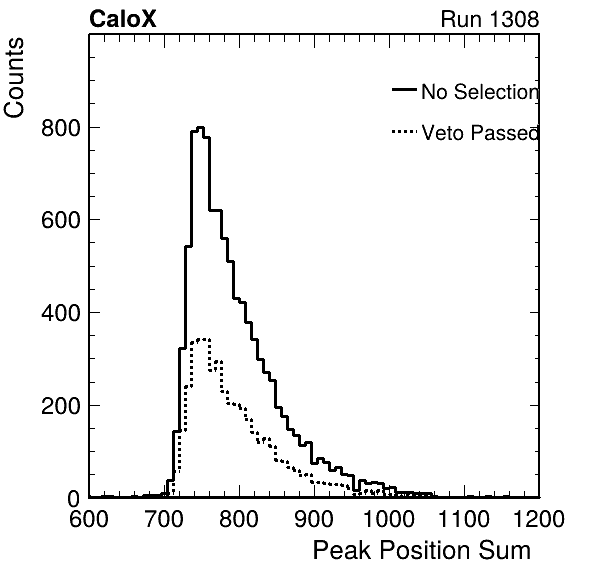 CaloX Run 1308
Counts
No Selection
Veto Passed
800
600
400
200
0
600 700 800 900 1000 1100 1200
Peak Position Sum